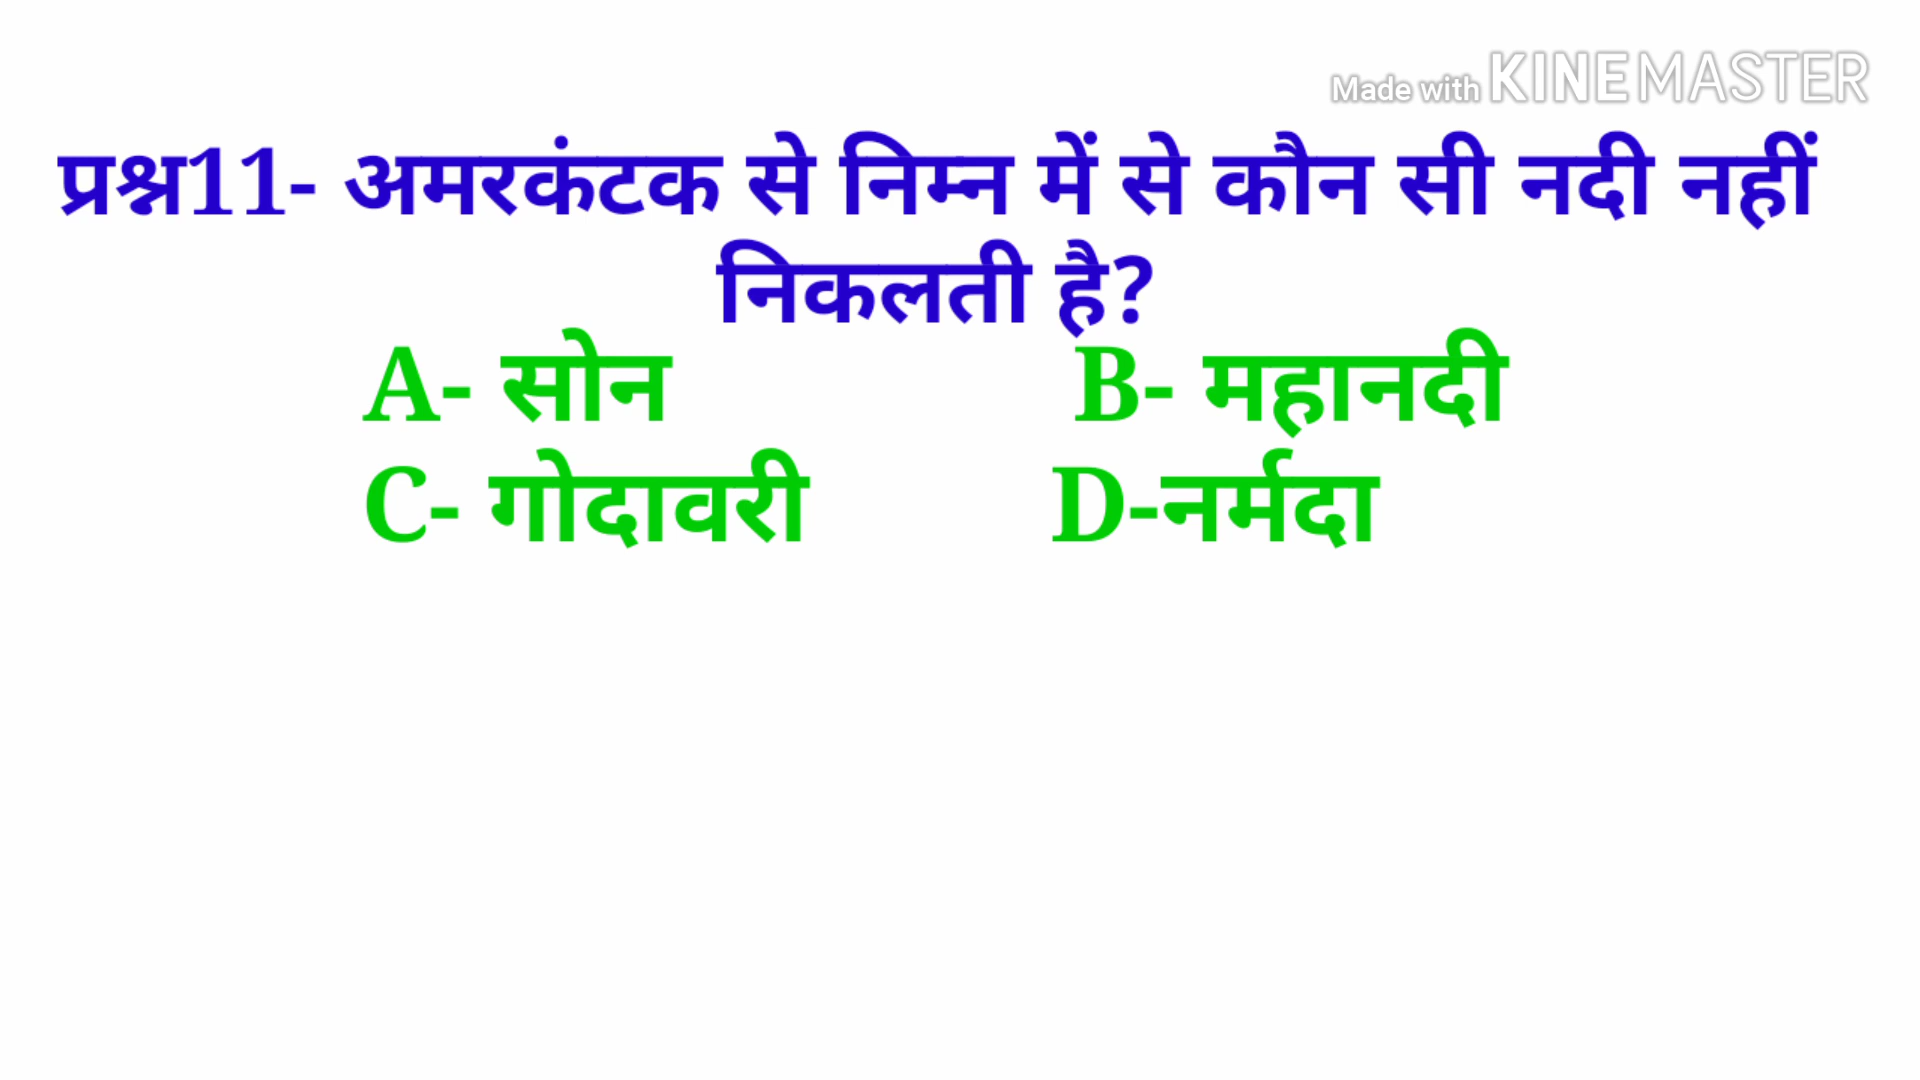 Made with KINEMASTER
प्रश्न11- अमरकंटक से निम्न में से कौन सी नदी नहीं
निकलती है?
A- सोन B- महानदी
C- गोदावरी D-नर्मदा